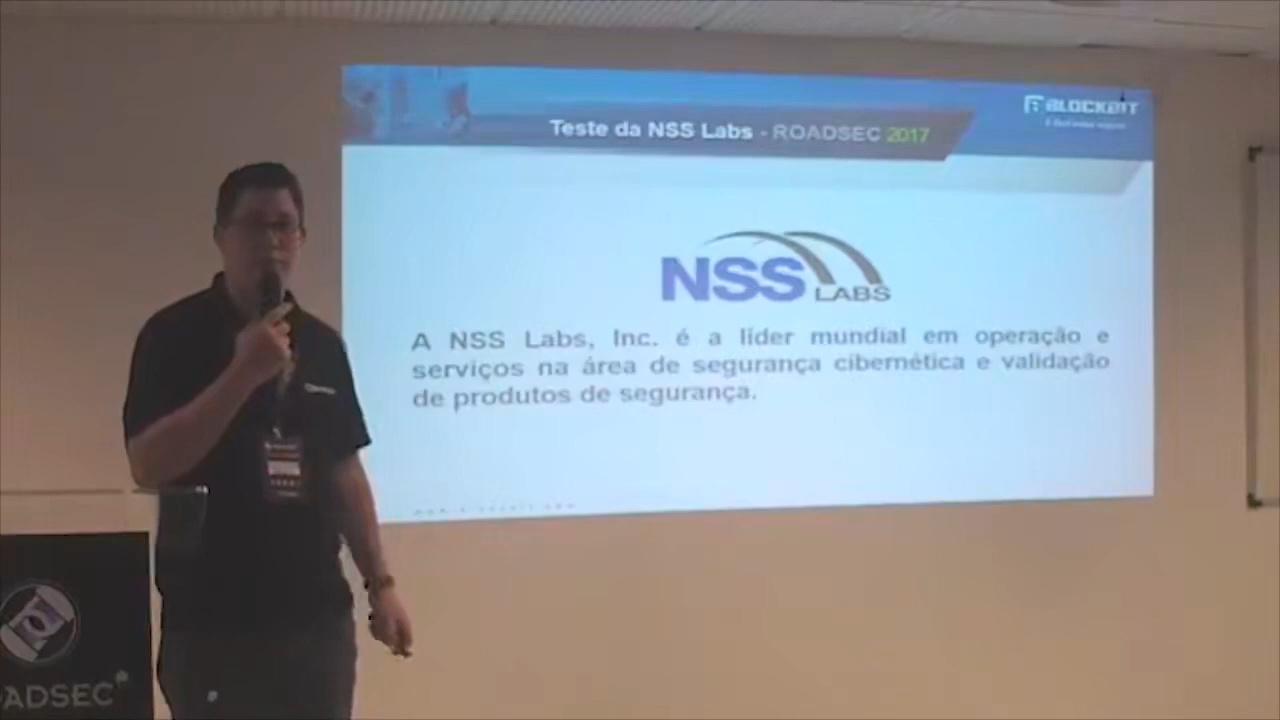 BLOCKBIT
Teste da NSS Labs - ROADSEC 2017
NSS
LABS
A NSS Labs, Inc. é a líder mundial em operação e
serviços na área de segurança cibernética e validação
de produtos de segurança.
OADSEC